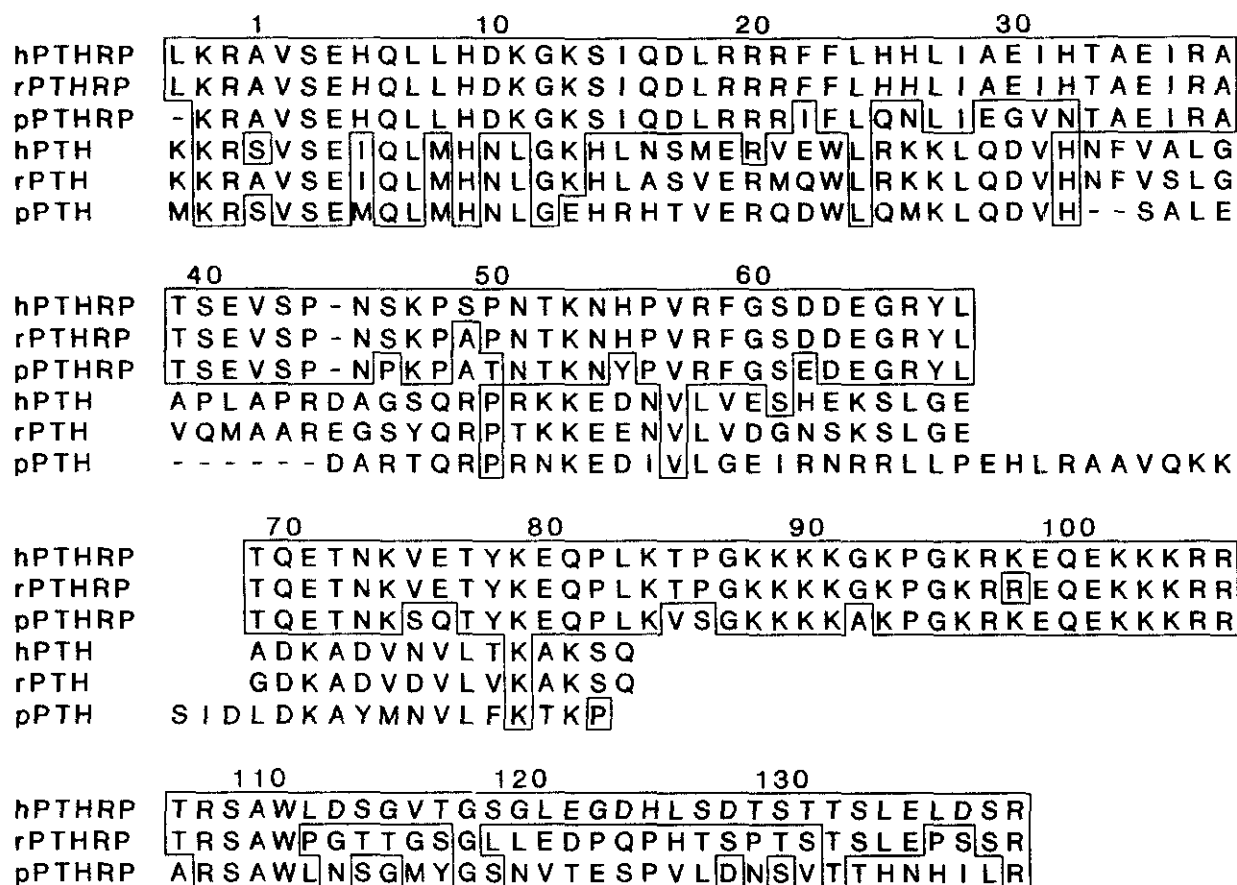 1 10 20 30
hPTHRP LKRAVSEHQLLHDKGKSIQDLRRRFFLHHLIAEIHTAEIRA
rPTHRP LKRAVSEHQLLHDKGKSIQDLRRRFFLHHLIAEIHTAEIRA
pPTHRP -KRAVSEHQLLHDKGKSIQDLRRRIFLQNLIEGVNTAEIRA
hPTH KKRSVSEIQLMHNLGKHLNSMERVEWLRKKLQDVHNFVALG
rPTH KKRAVSEIQLMHNLGKHLASVERMQWLRKKLQDVHNFVSLG
pPTH MKRSVSEMQLMHNLGEHRHTVERQDWLQMKLQDVH--SALE
40 50 60
hPTHRP TSEVSP-NSKPSPNTKNHPVRFGSDDEGRYL
rPTHRP TSEVSP-NSKPAPNTKNHPVRFGSDDEGRYL
pPTHRP TSEVSP-NPKPATNTKNYPVRFGSEDEGRYL
hPTH APLAPRDAGSQRPRKKEDNVLVESHEKSLGE
rPTH VQMAAREGSYQRPTKKEENVLVDGNSKSLGE
pPTH ------DARTQRPRNKEDIVLGEIRNRRLLPEHLRAAVQKK
70 80 90 100
hPTHRP TQETNKVETYKEQPLKTPGKKKKGKPGKRKEQEKKKRR
rPTHRP TQETNKVETYKEQPLKTPGKKKKGKPGKRREQEKKKRR
pPTHRP TQETNKSQTYKEQPLKVSGKKKKAKPGKRKEQEKKKRR
hPTH ADKADVNVLTKAKSQ
rPTH GDKADVDVLVKAKSQ
pPTH SIDLDKAYMNVLFKTKP
110 120 130
hPTHRP TRSAWLDSGVTGSGLEGDHLSDTSTTSLELDSR
rPTHRP TRSAWPGTTGSGLLEDPQPHTSPTSTSLEPSSR
pPTHRP ARSAWLNSGMYGSNVTESPVLDNSVTTHNHILR